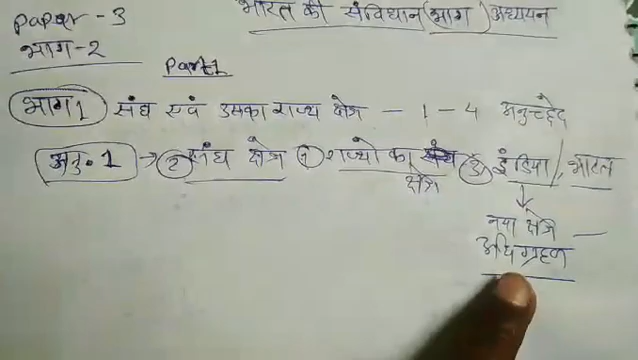 Paper-3
भारत का संविधान (भाग) अध्ययन
भाग-2
Part 1
भाग 1 संघ एवं उसका राज्य क्षेत्र - 1 - 4 अनुच्छेद
अनु. 1 → (2) संघ क्षेत्र (1) राज्यों का (3) इंडिया / भारत
क्षेत्र
नया क्षेत्र
अधिग्रहण